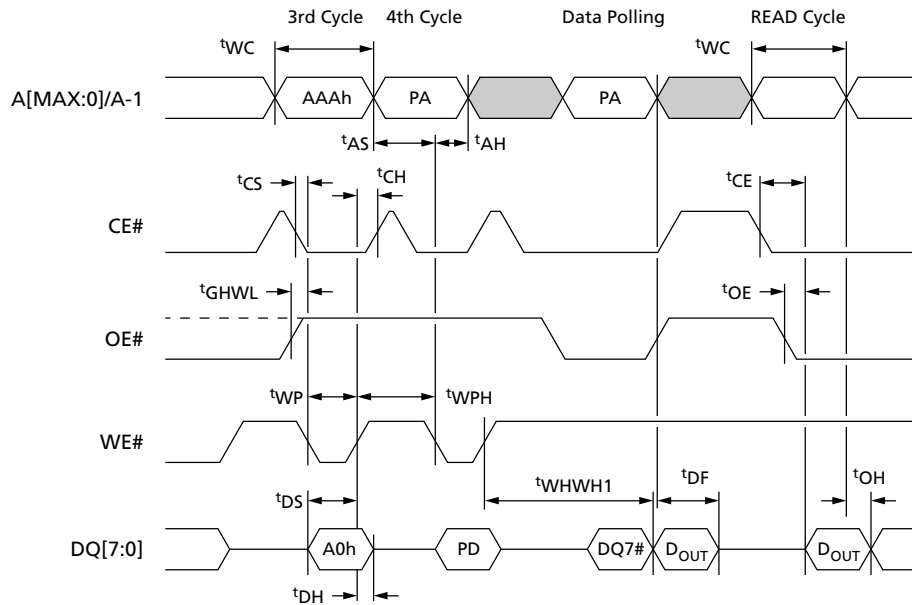 3rd Cycle 4th Cycle Data Polling READ Cycle
tWC tWC
A[MAX:0]/A-1 AAAh PA PA
tAS tAH
tCS tCH tCE
CE#
tGHWL tOE
OE#
tWP tWPH
WE#
tDS tWHWH1 tDF tOH
DQ[7:0] A0h PD DQ7# DOUT DOUT
tDH